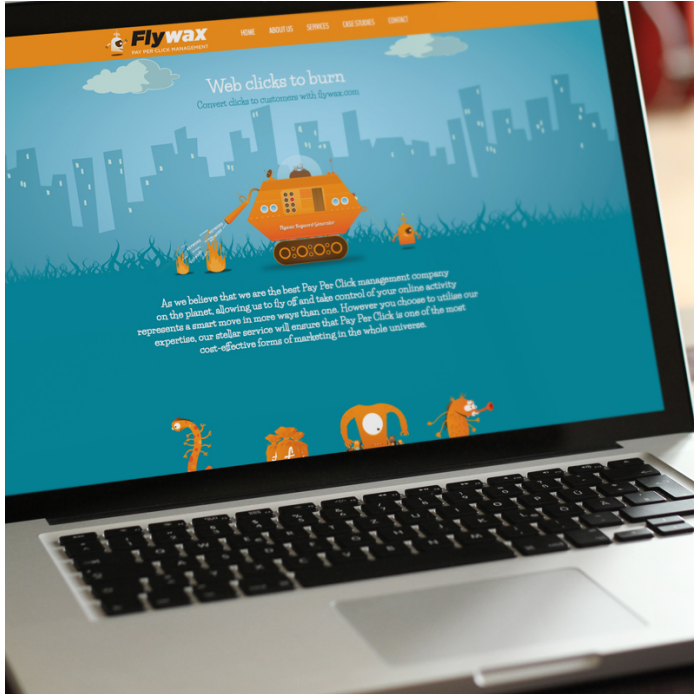 Flywax
PAY PER CLICK MANAGEMENT
HOME ABOUT US SERVICES CASE STUDIES CONTACT
Web clicks to burn
Convert clicks to customers with flywax.com
As we believe that we are the best Pay Per Click management company
on the planet, allowing us to fly off and take control of your online activity
represents a smart move in more ways than one. However you choose to utilise our
expertise, our stellar service will ensure that Pay Per Click is one of the most
cost-effective forms of marketing in the whole universe.